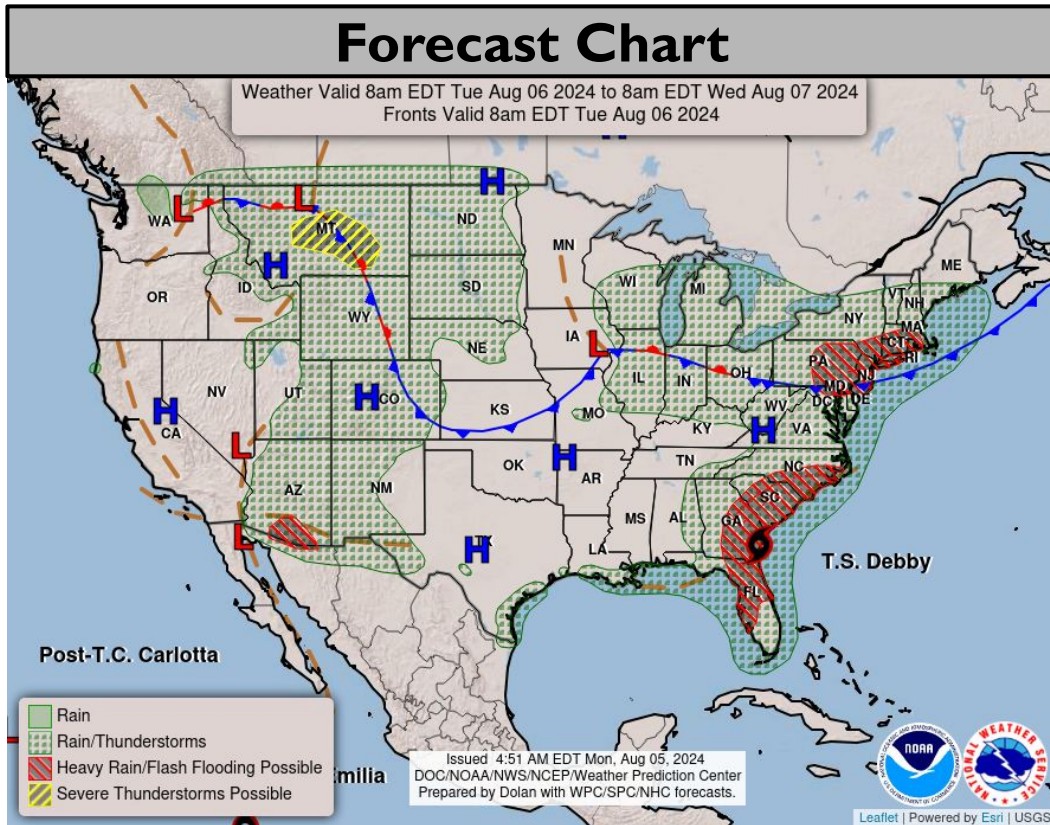 Forecast Chart
Weather Valid 8am EDT Tue Aug 06 2024 to 8am EDT Wed Aug 07 2024
Fronts Valid 8am EDT Tue Aug 06 2024
H
H
L
L
WA
MT
ND
MN
ME
H
OR
ID
WY
SD
WI
MI
VT
NH
NY
MA
CT
RI
L
IA
NE
PA
NJ
NV
UT
H
CO
IL
IN
OH
MD
DE
DC
H
CA
KS
MO
KY
WV
H
VA
L
AZ
NM
OK
H
AR
TN
NC
SC
L
H
MS
AL
GA
LA
FL
T.S. Debby
Post-T.C. Carlotta
Rain
Rain/Thunderstorms
Heavy Rain/Flash Flooding Possible
Severe Thunderstorms Possible
Emilia
Issued 4:51 AM EDT Mon, Aug 05, 2024
DOC/NOAA/NWS/NCEP/Weather Prediction Center
Prepared by Dolan with WPC/SPC/NHC forecasts.
NOAA
NATIONAL WEATHER SERVICE
Leaflet | Powered by Esri | USGS